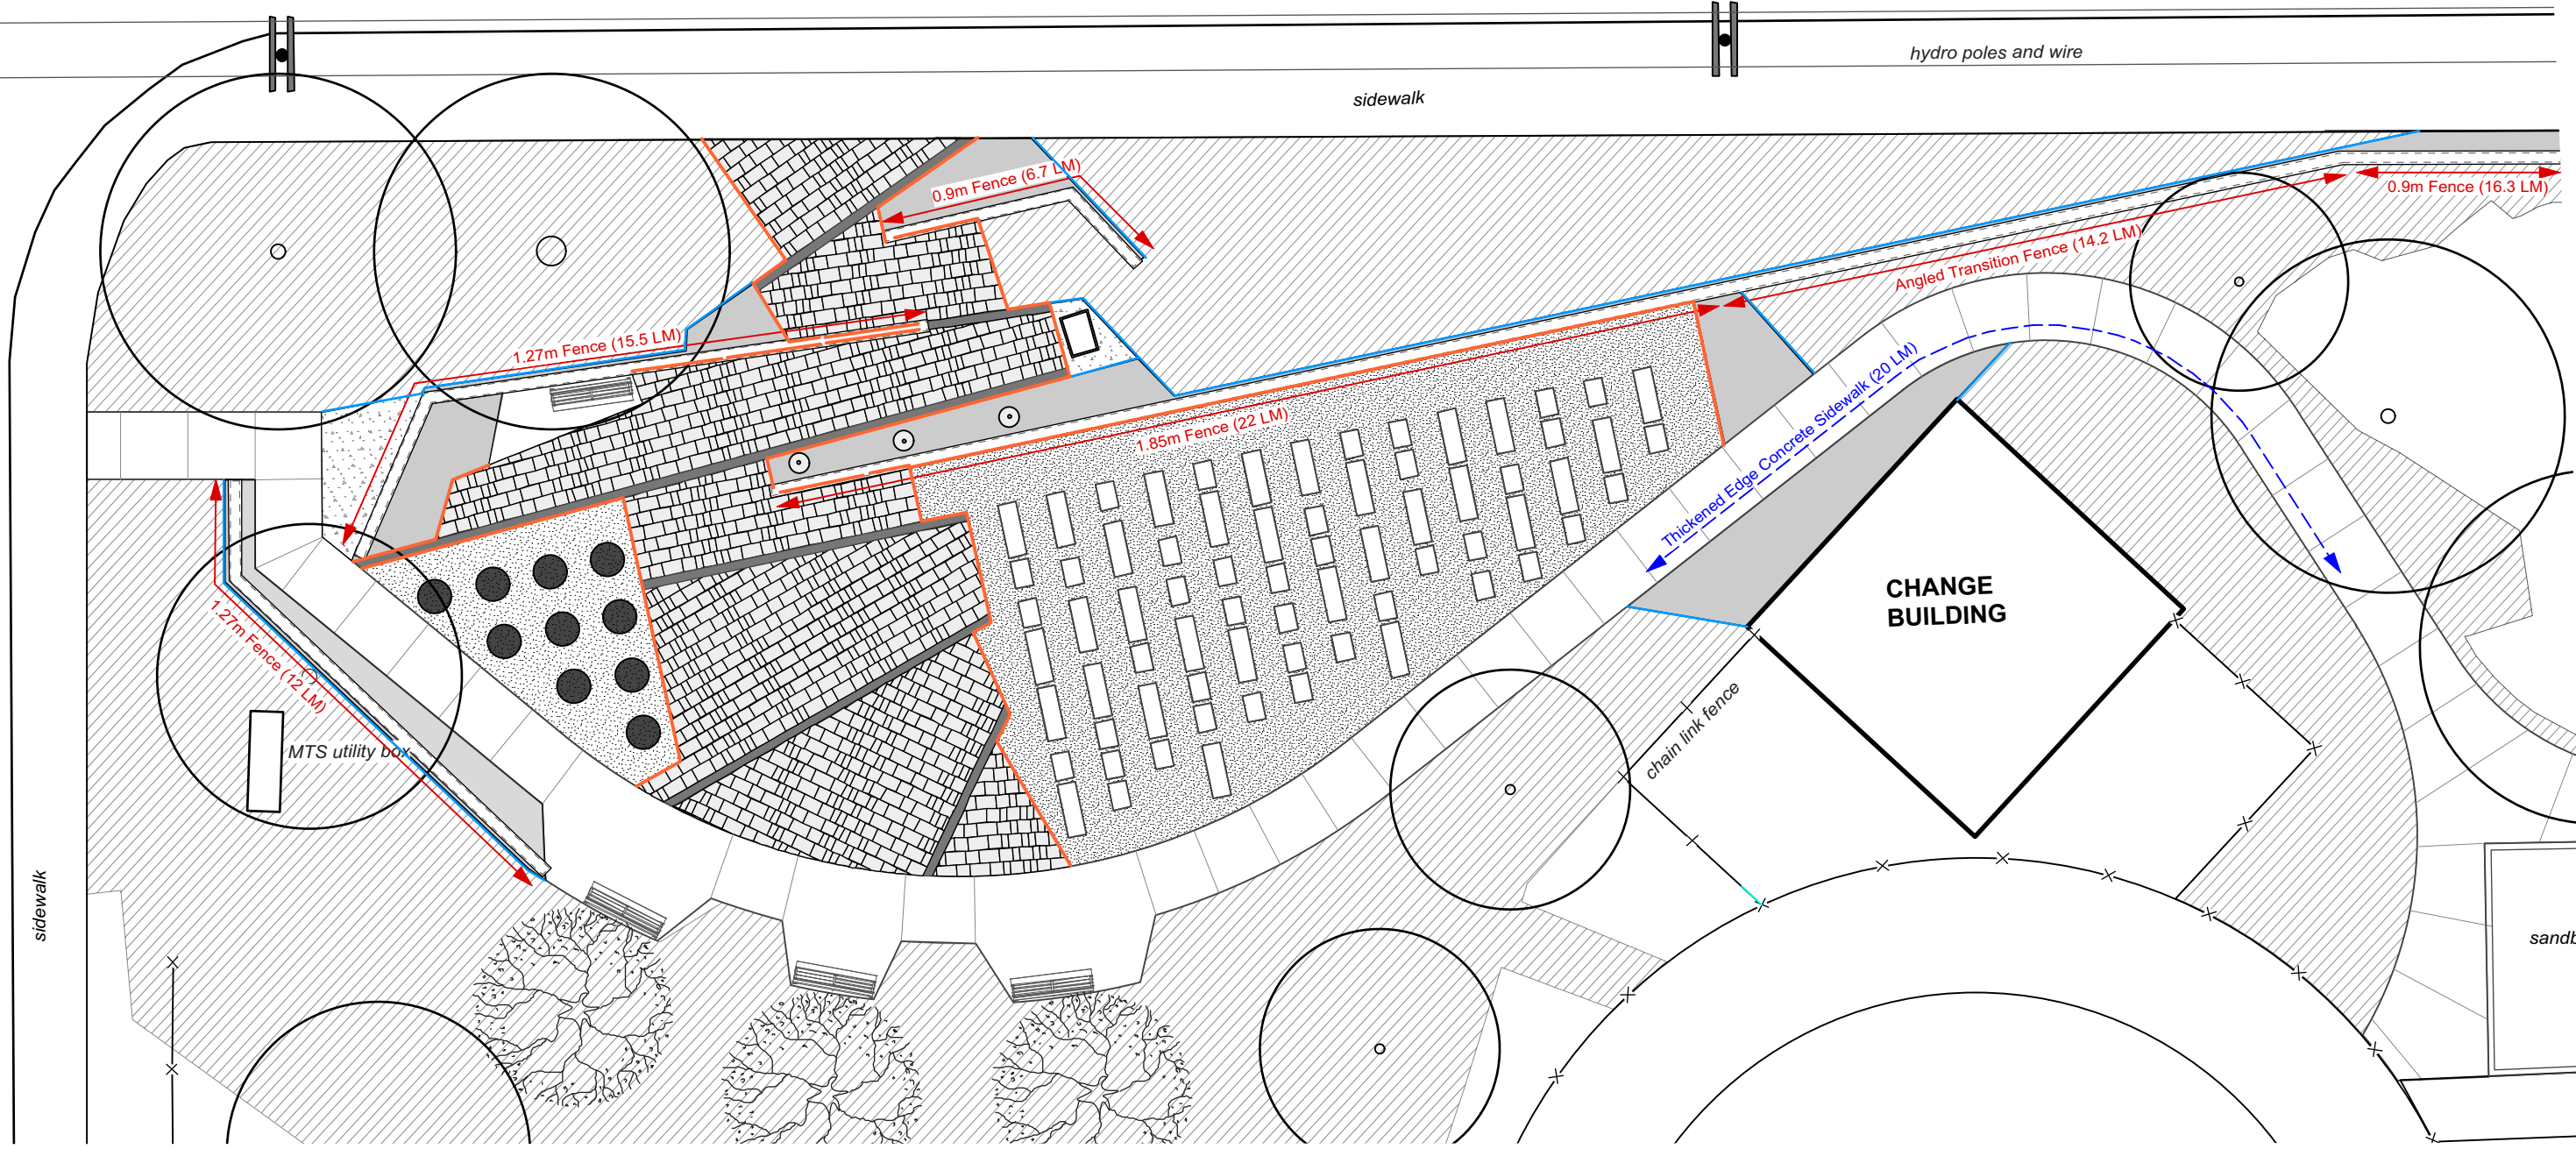 hydro poles and wire
sidewalk
0.9m Fence (6.7 LM)
0.9m Fence (16.3 LM)
Angled Transition Fence (14.2 LM)
1.27m Fence (15.5 LM)
1.85m Fence (22 LM)
Thickened Edge Concrete Sidewalk (20 LM)
CHANGE
BUILDING
1.27m Fence (12 LM)
chain link fence
MTS utility box
sidewalk
sandb